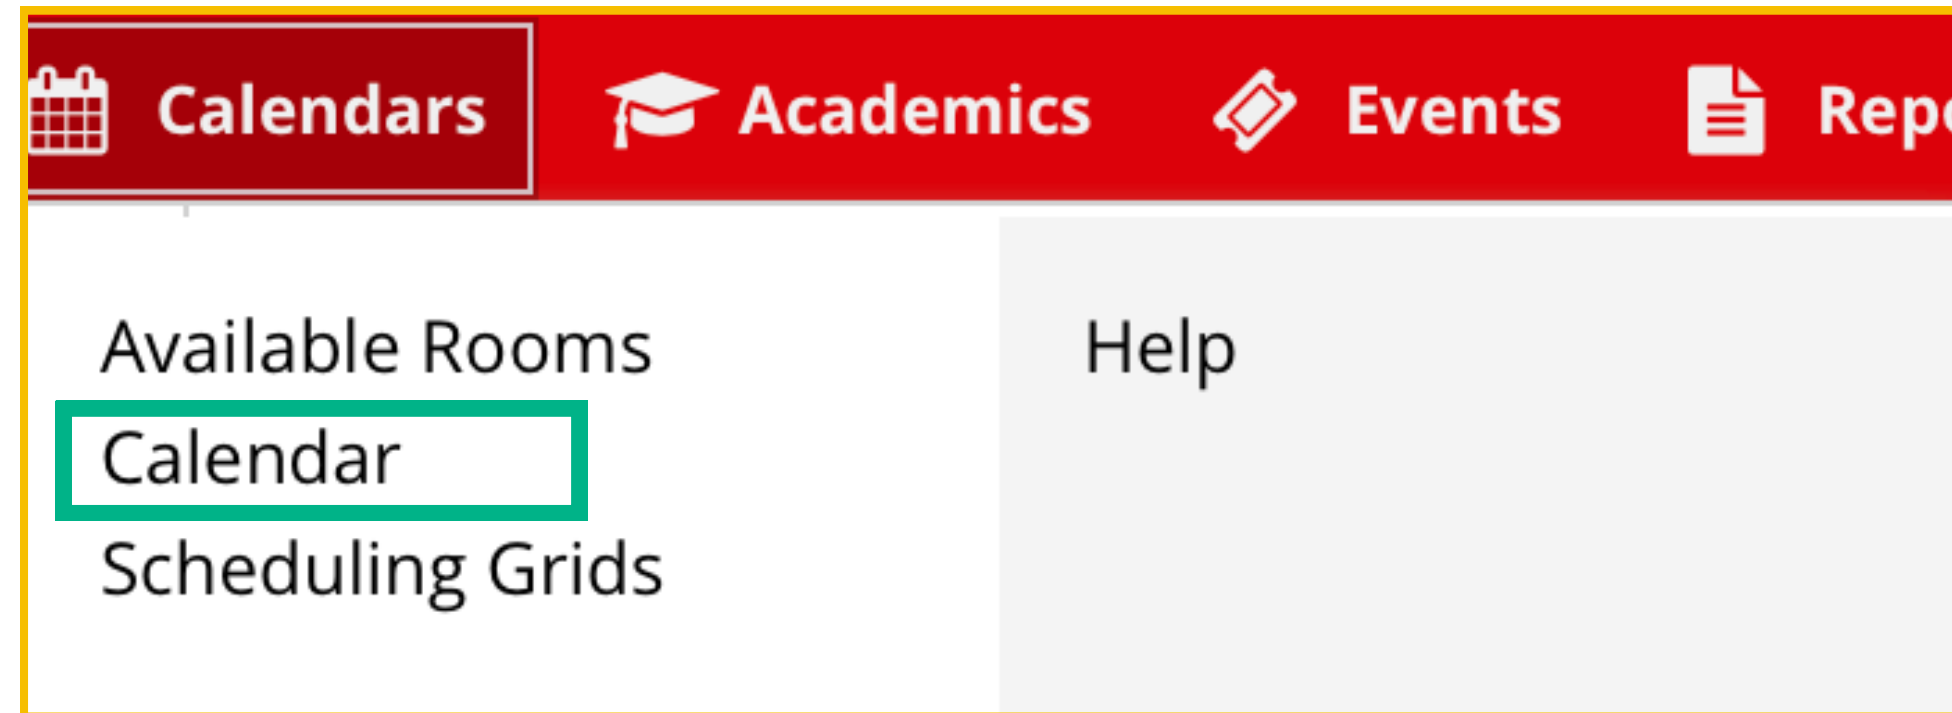 Calendars Academics Events
Available Rooms
Help
Calendar
Scheduling Grids